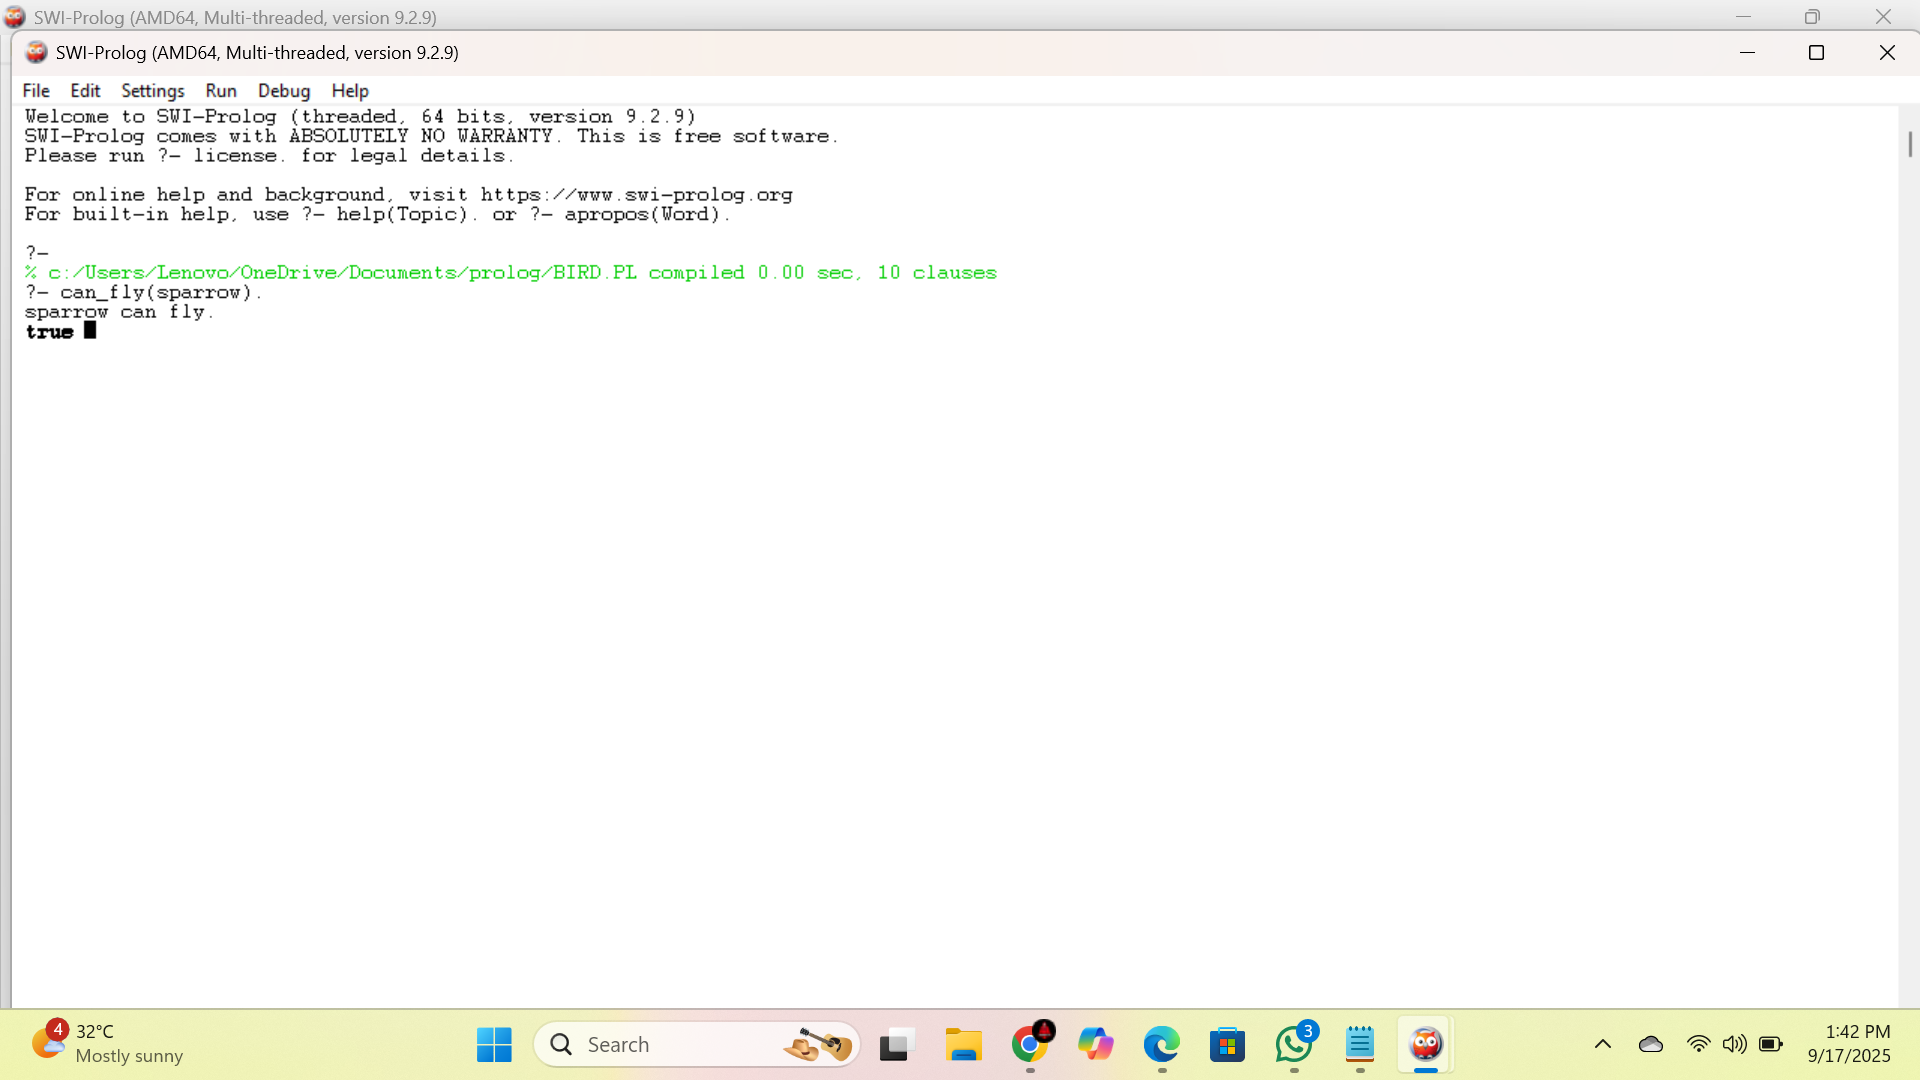 SWI-Prolog (AMD64, Multi-threaded, version 9.2.9)
SWI-Prolog (AMD64, Multi-threaded, version 9.2.9)
File Edit Settings Run Debug Help
Welcome to SWI-Prolog (threaded, 64 bits, version 9.2.9)
SWI-Prolog comes with ABSOLUTELY NO WARRANTY. This is free software.
Please run ?- license. for legal details.
For online help and background, visit https://www.swi-prolog.org
For built-in help, use ?- help(Topic). or ?- apropos(Word).
?-
% c:/Users/Lenovo/OneDrive/Documents/prolog/BIRD.PL compiled 0.00 sec, 10 clauses
?- can_fly(sparrow).
sparrow can fly.
true
4
32°C
Mostly sunny
Search
3
1:42 PM
9/17/2025